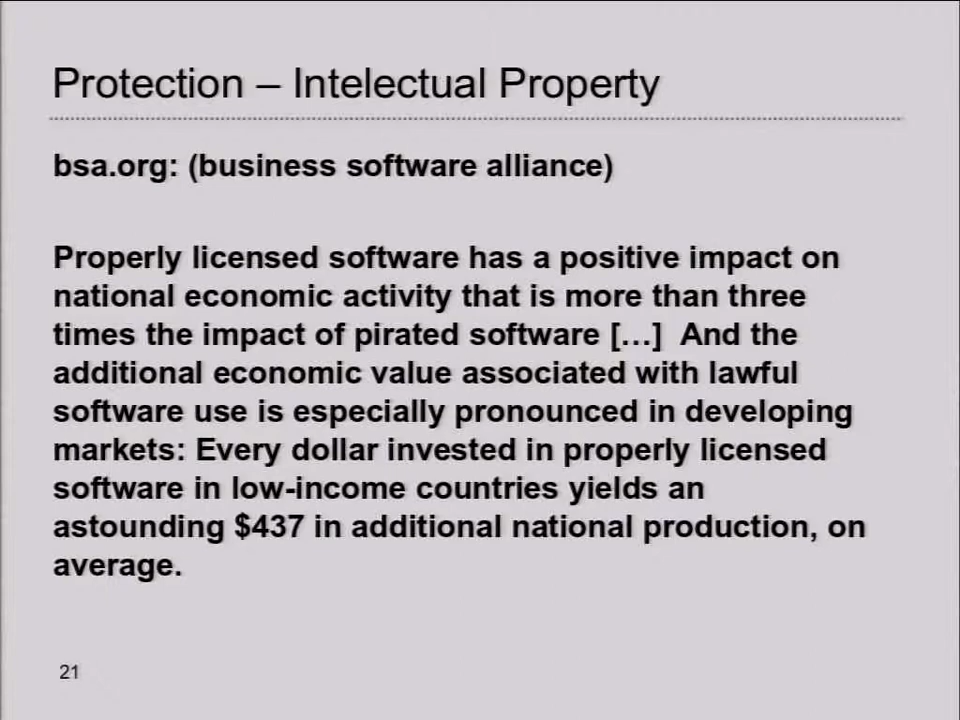 Protection – Intelectual Property
bsa.org: (business software alliance)
Properly licensed software has a positive impact on
national economic activity that is more than three
times the impact of pirated software […]  And the
additional economic value associated with lawful
software use is especially pronounced in developing
markets: Every dollar invested in properly licensed
software in low-income countries yields an
astounding $437 in additional national production, on
average.
21